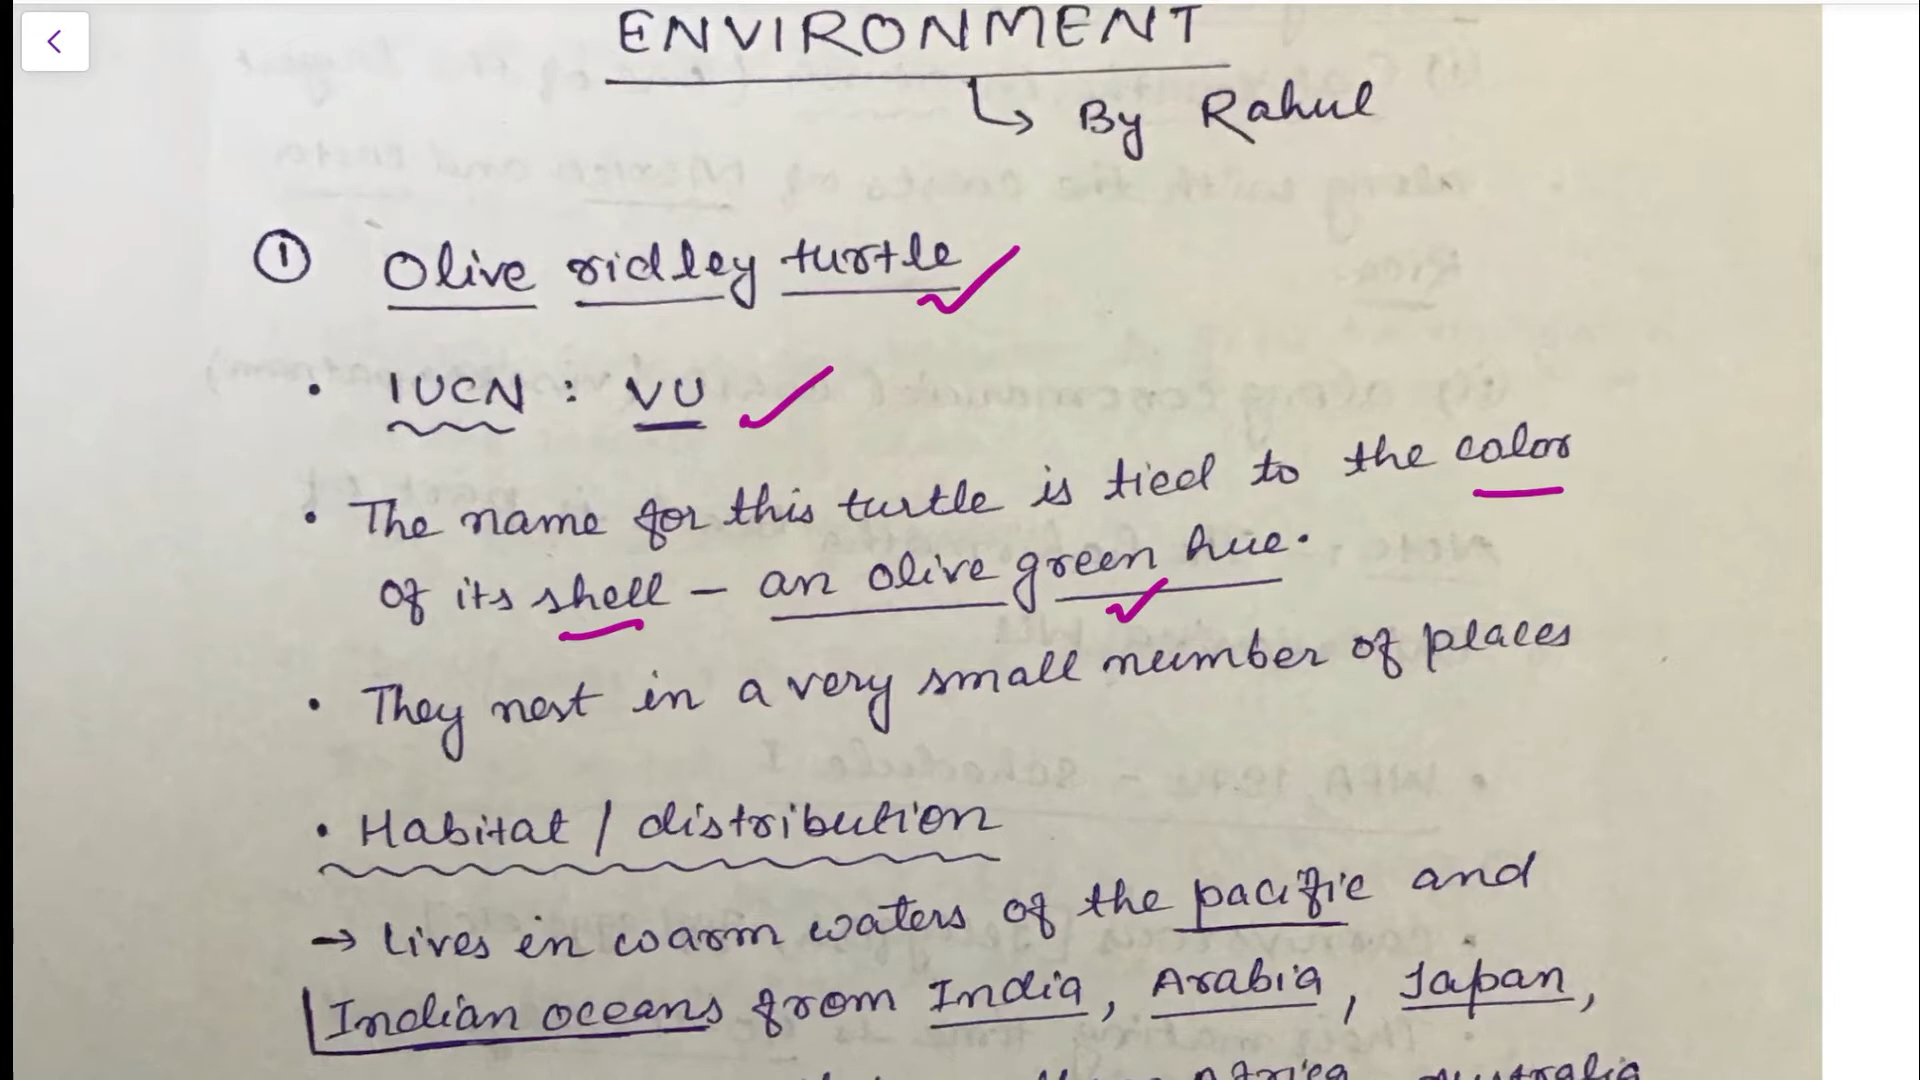 ENVIRONMENT
↳ By Rahul
① Olive ridley turtle
• IUCN : VU
• The name for this turtle is tied to the color
of its shell – an olive green hue.
• They nest in a very small number of places
• Habitat / distribution
→ Lives in warm waters of the pacific and
Indian oceans from India, Arabia, Japan,
Africa, Australia